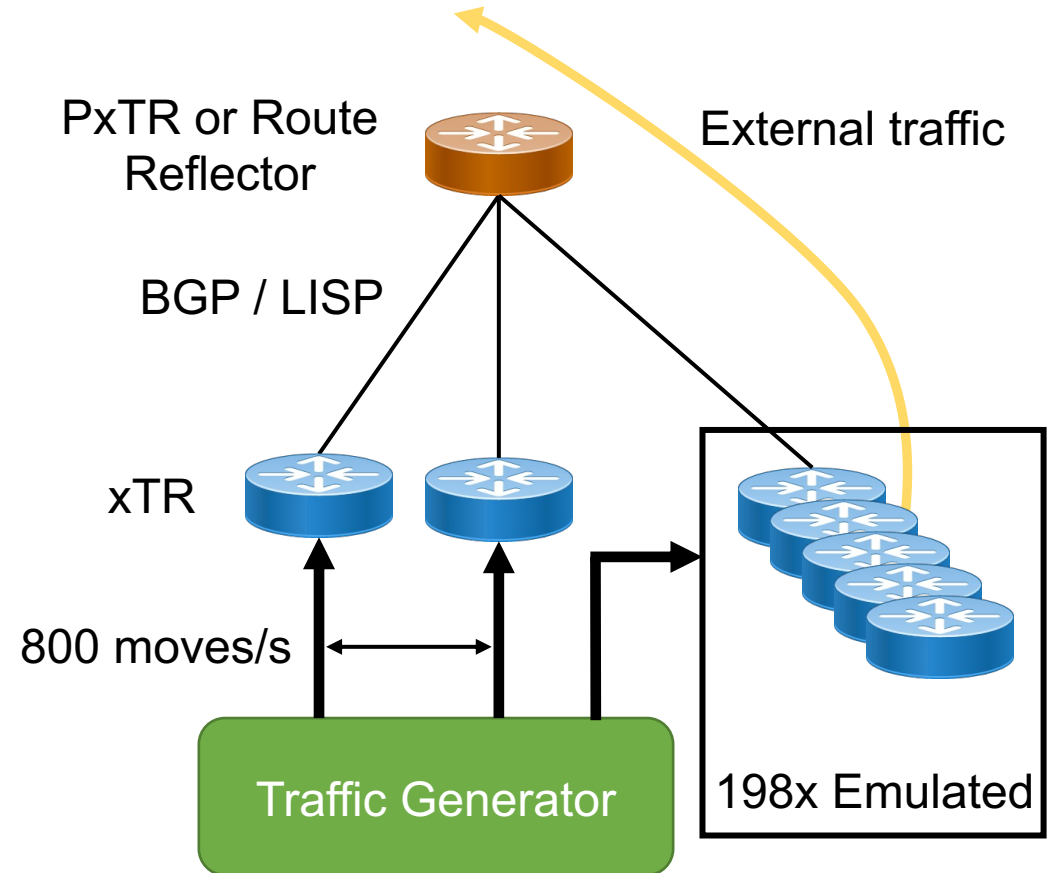 PxTR or Route
Reflector
External traffic
BGP / LISP
xTR
800 moves/s
Traffic Generator
198x Emulated